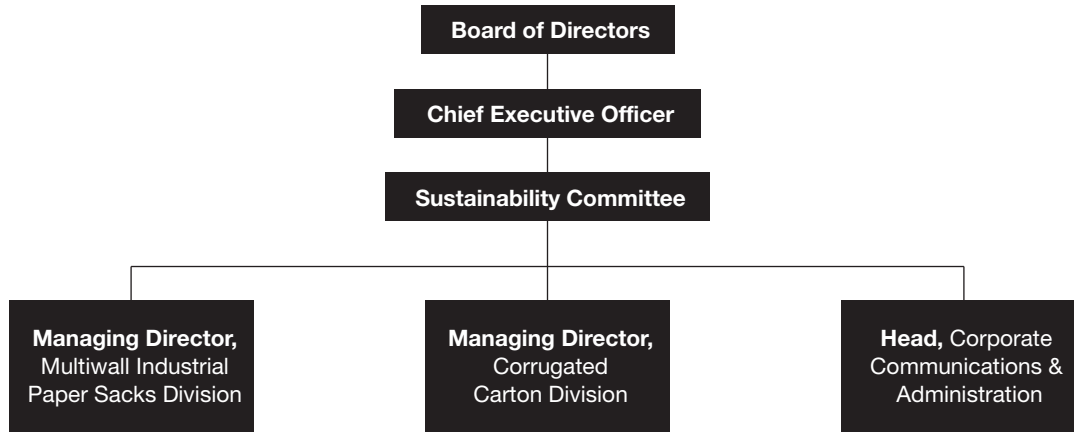 Board of Directors
Chief Executive Officer
Sustainability Committee
Managing Director,
Multiwall Industrial
Paper Sacks Division
Managing Director,
Corrugated
Carton Division
Head, Corporate
Communications &
Administration